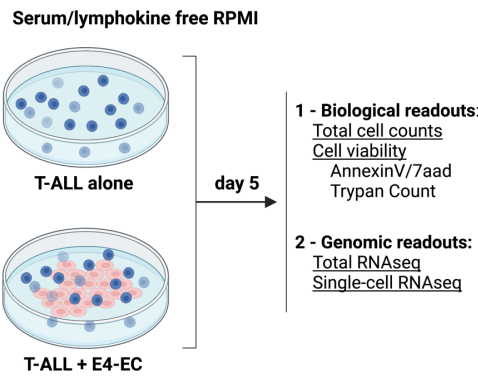 Serum/lymphokine free RPMI
T-ALL alone
day 5
T-ALL + E4-EC
1 - Biological readouts:
Total cell counts
Cell viability
AnnexinV/7aad
Trypan Count
2 - Genomic readouts:
Total RNAseq
Single-cell RNAseq